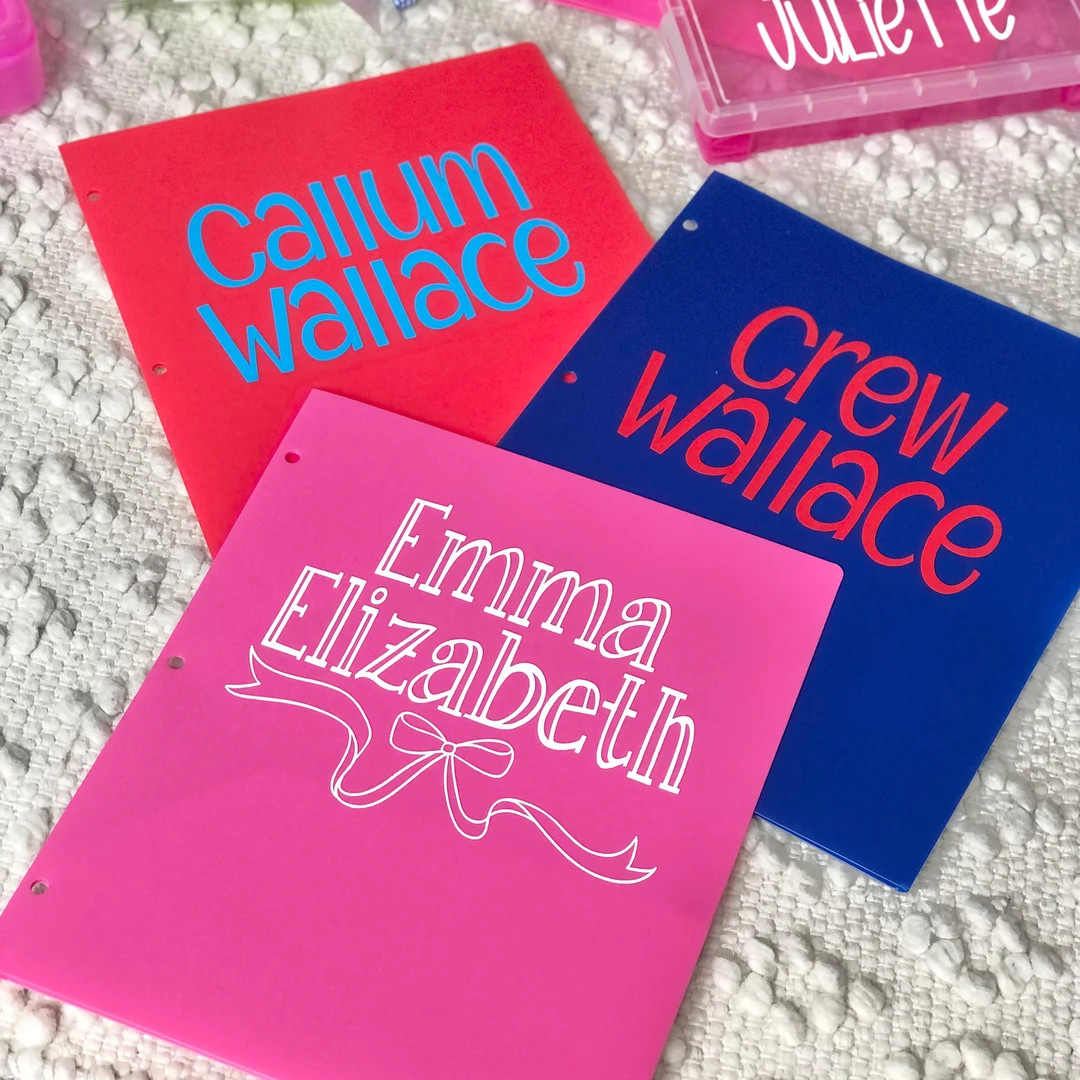 JULIETTE
Callum
Wallace
Crew
Wallace
Emma
Elizabeth